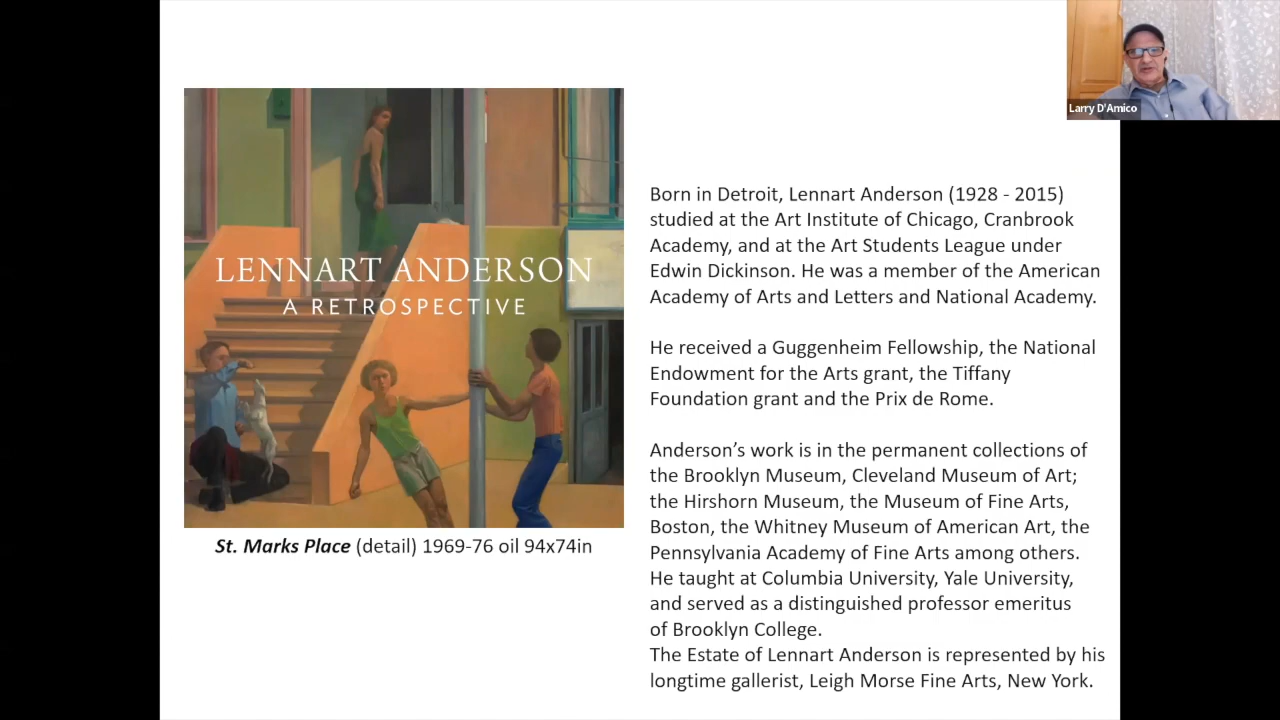 Larry D'Amico
LENNART ANDERSON
A RETROSPECTIVE
St. Marks Place (detail) 1969-76 oil 94x74in
Born in Detroit, Lennart Anderson (1928 - 2015)
studied at the Art Institute of Chicago, Cranbrook
Academy, and at the Art Students League under
Edwin Dickinson. He was a member of the American
Academy of Arts and Letters and National Academy.
He received a Guggenheim Fellowship, the National
Endowment for the Arts grant, the Tiffany
Foundation grant and the Prix de Rome.
Anderson’s work is in the permanent collections of
the Brooklyn Museum, Cleveland Museum of Art;
the Hirshorn Museum, the Museum of Fine Arts,
Boston, the Whitney Museum of American Art, the
Pennsylvania Academy of Fine Arts among others.
He taught at Columbia University, Yale University,
and served as a distinguished professor emeritus
of Brooklyn College.
The Estate of Lennart Anderson is represented by his
longtime gallerist, Leigh Morse Fine Arts, New York.